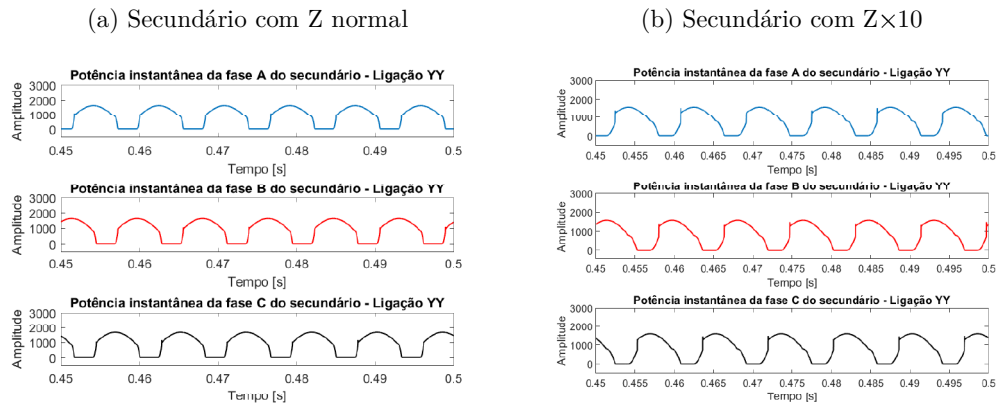 (a) Secundário com Z normal
Potência instantânea da fase A do secundário - Ligação YY
Amplitude
3000
2000
1000
0
0.45 0.46 0.47 0.48 0.49 0.5
Tempo [s]
Potência instantânea da fase B do secundário - Ligação YY
Amplitude
3000
2000
1000
0
0.45 0.46 0.47 0.48 0.49 0.5
Tempo [s]
Potência instantânea da fase C do secundário - Ligação YY
Amplitude
3000
2000
1000
0
0.45 0.46 0.47 0.48 0.49 0.5
Tempo [s]
(b) Secundário com Z×10
Potência instantânea da fase A do secundário - Ligação YY
Amplitude
3000
2000
1000
0
0.45 0.455 0.46 0.465 0.47 0.475 0.48 0.485 0.49 0.495 0.5
Tempo [s]
Potência instantânea da fase B do secundário - Ligação YY
Amplitude
3000
2000
1000
0
0.45 0.455 0.46 0.465 0.47 0.475 0.48 0.485 0.49 0.495 0.5
Tempo [s]
Potência instantânea da fase C do secundário - Ligação YY
Amplitude
3000
2000
1000
0
0.45 0.455 0.46 0.465 0.47 0.475 0.48 0.485 0.49 0.495 0.5
Tempo [s]